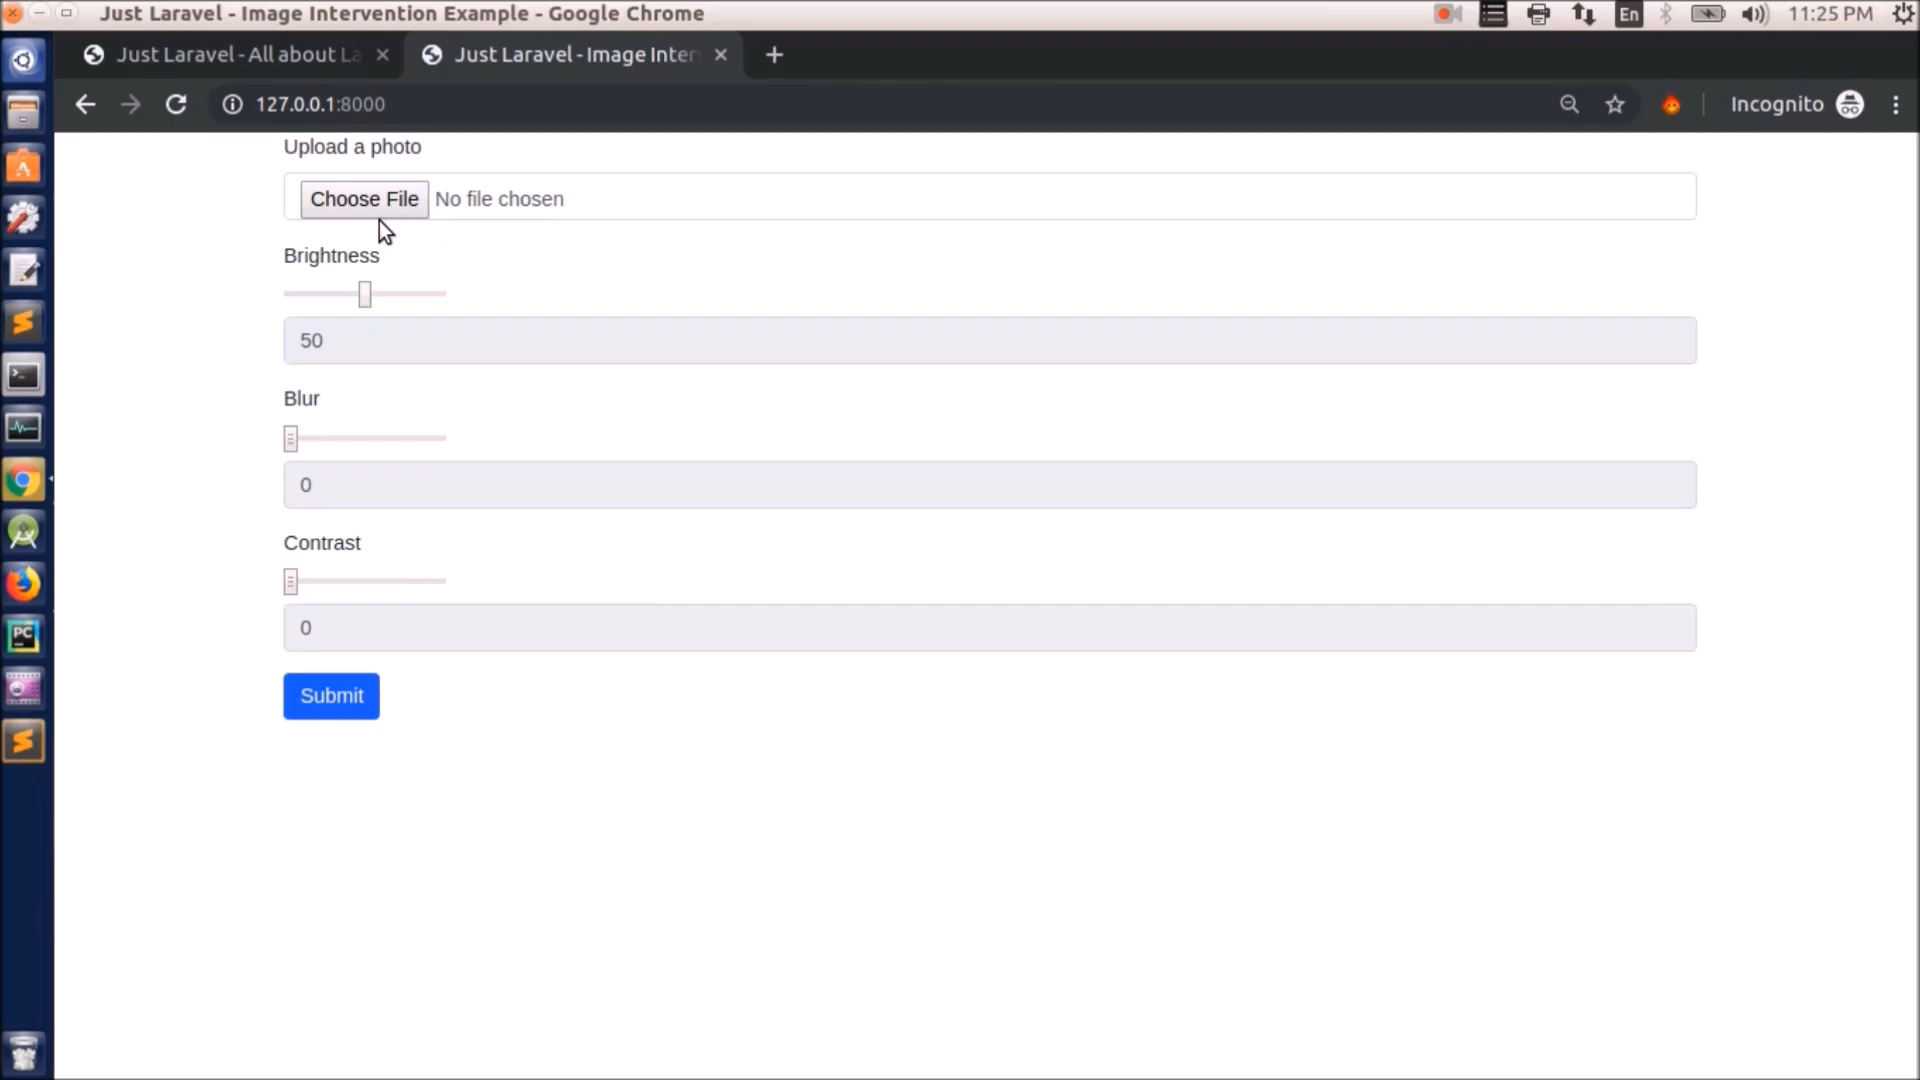 Just Laravel - Image Intervention Example - Google Chrome
En
11:25 PM
Just Laravel - All about La
Just Laravel - Image Inter
127.0.0.1:8000
Incognito
Upload a photo
Choose File No file chosen
Brightness
50
Blur
0
Contrast
0
Submit
PC